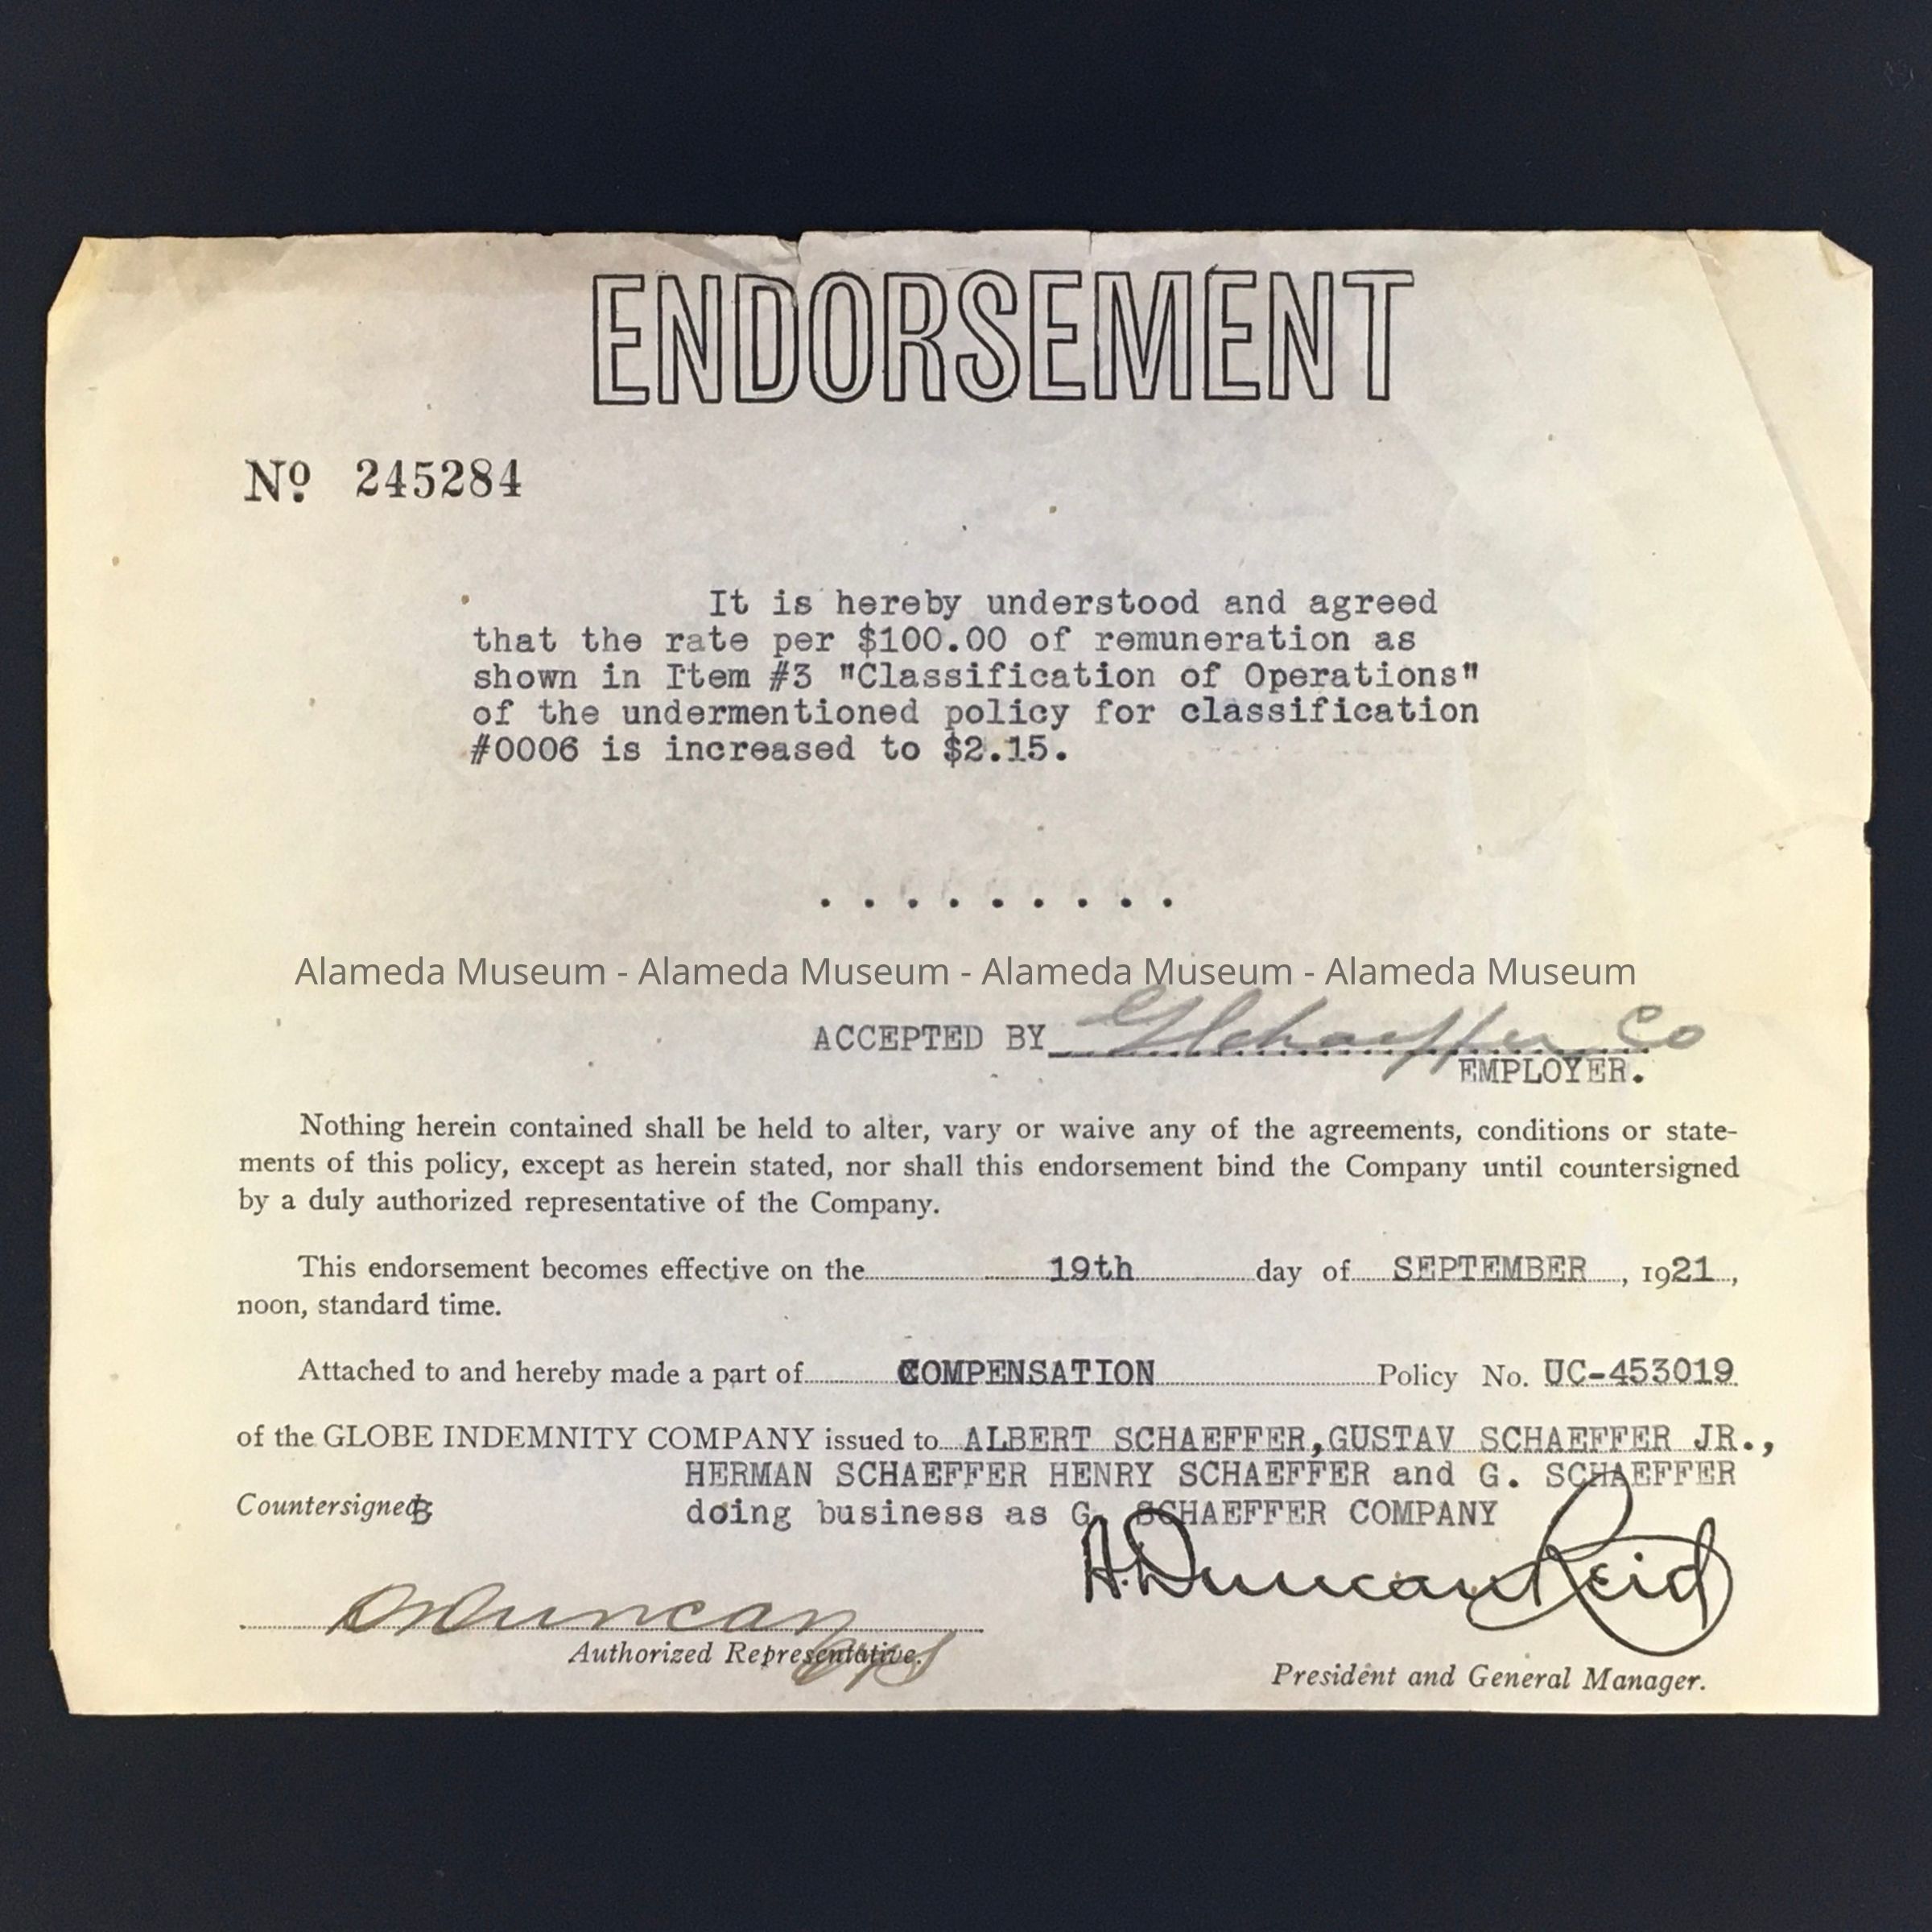 ENDORSEMENT
Nº 245284
It is hereby understood and agreed
that the rate per $100.00 of remuneration as
shown in Item #3 "Classification of Operations"
of the undermentioned policy for classification
#0006 is increased to $2.15.
. . . . . . . . .
Alameda Museum - Alameda Museum - Alameda Museum - Alameda Museum
ACCEPTED BY G Schaeffer Co
EMPLOYER.
Nothing herein contained shall be held to alter, vary or waive any of the agreements, conditions or state-
ments of this policy, except as herein stated, nor shall this endorsement bind the Company until countersigned
by a duly authorized representative of the Company.
This endorsement becomes effective on the 19th day of SEPTEMBER, 1921,
noon, standard time.
Attached to and hereby made a part of COMPENSATION Policy No. UC-453019
of the GLOBE INDEMNITY COMPANY issued to ALBERT SCHAEFFER,GUSTAV SCHAEFFER JR.,
HERMAN SCHAEFFER HENRY SCHAEFFER and G. SCHAEFFER
Countersigned: doing business as G. SCHAEFFER COMPANY
A. Duncan Reid
Duncan
Authorized Representative.
President and General Manager.